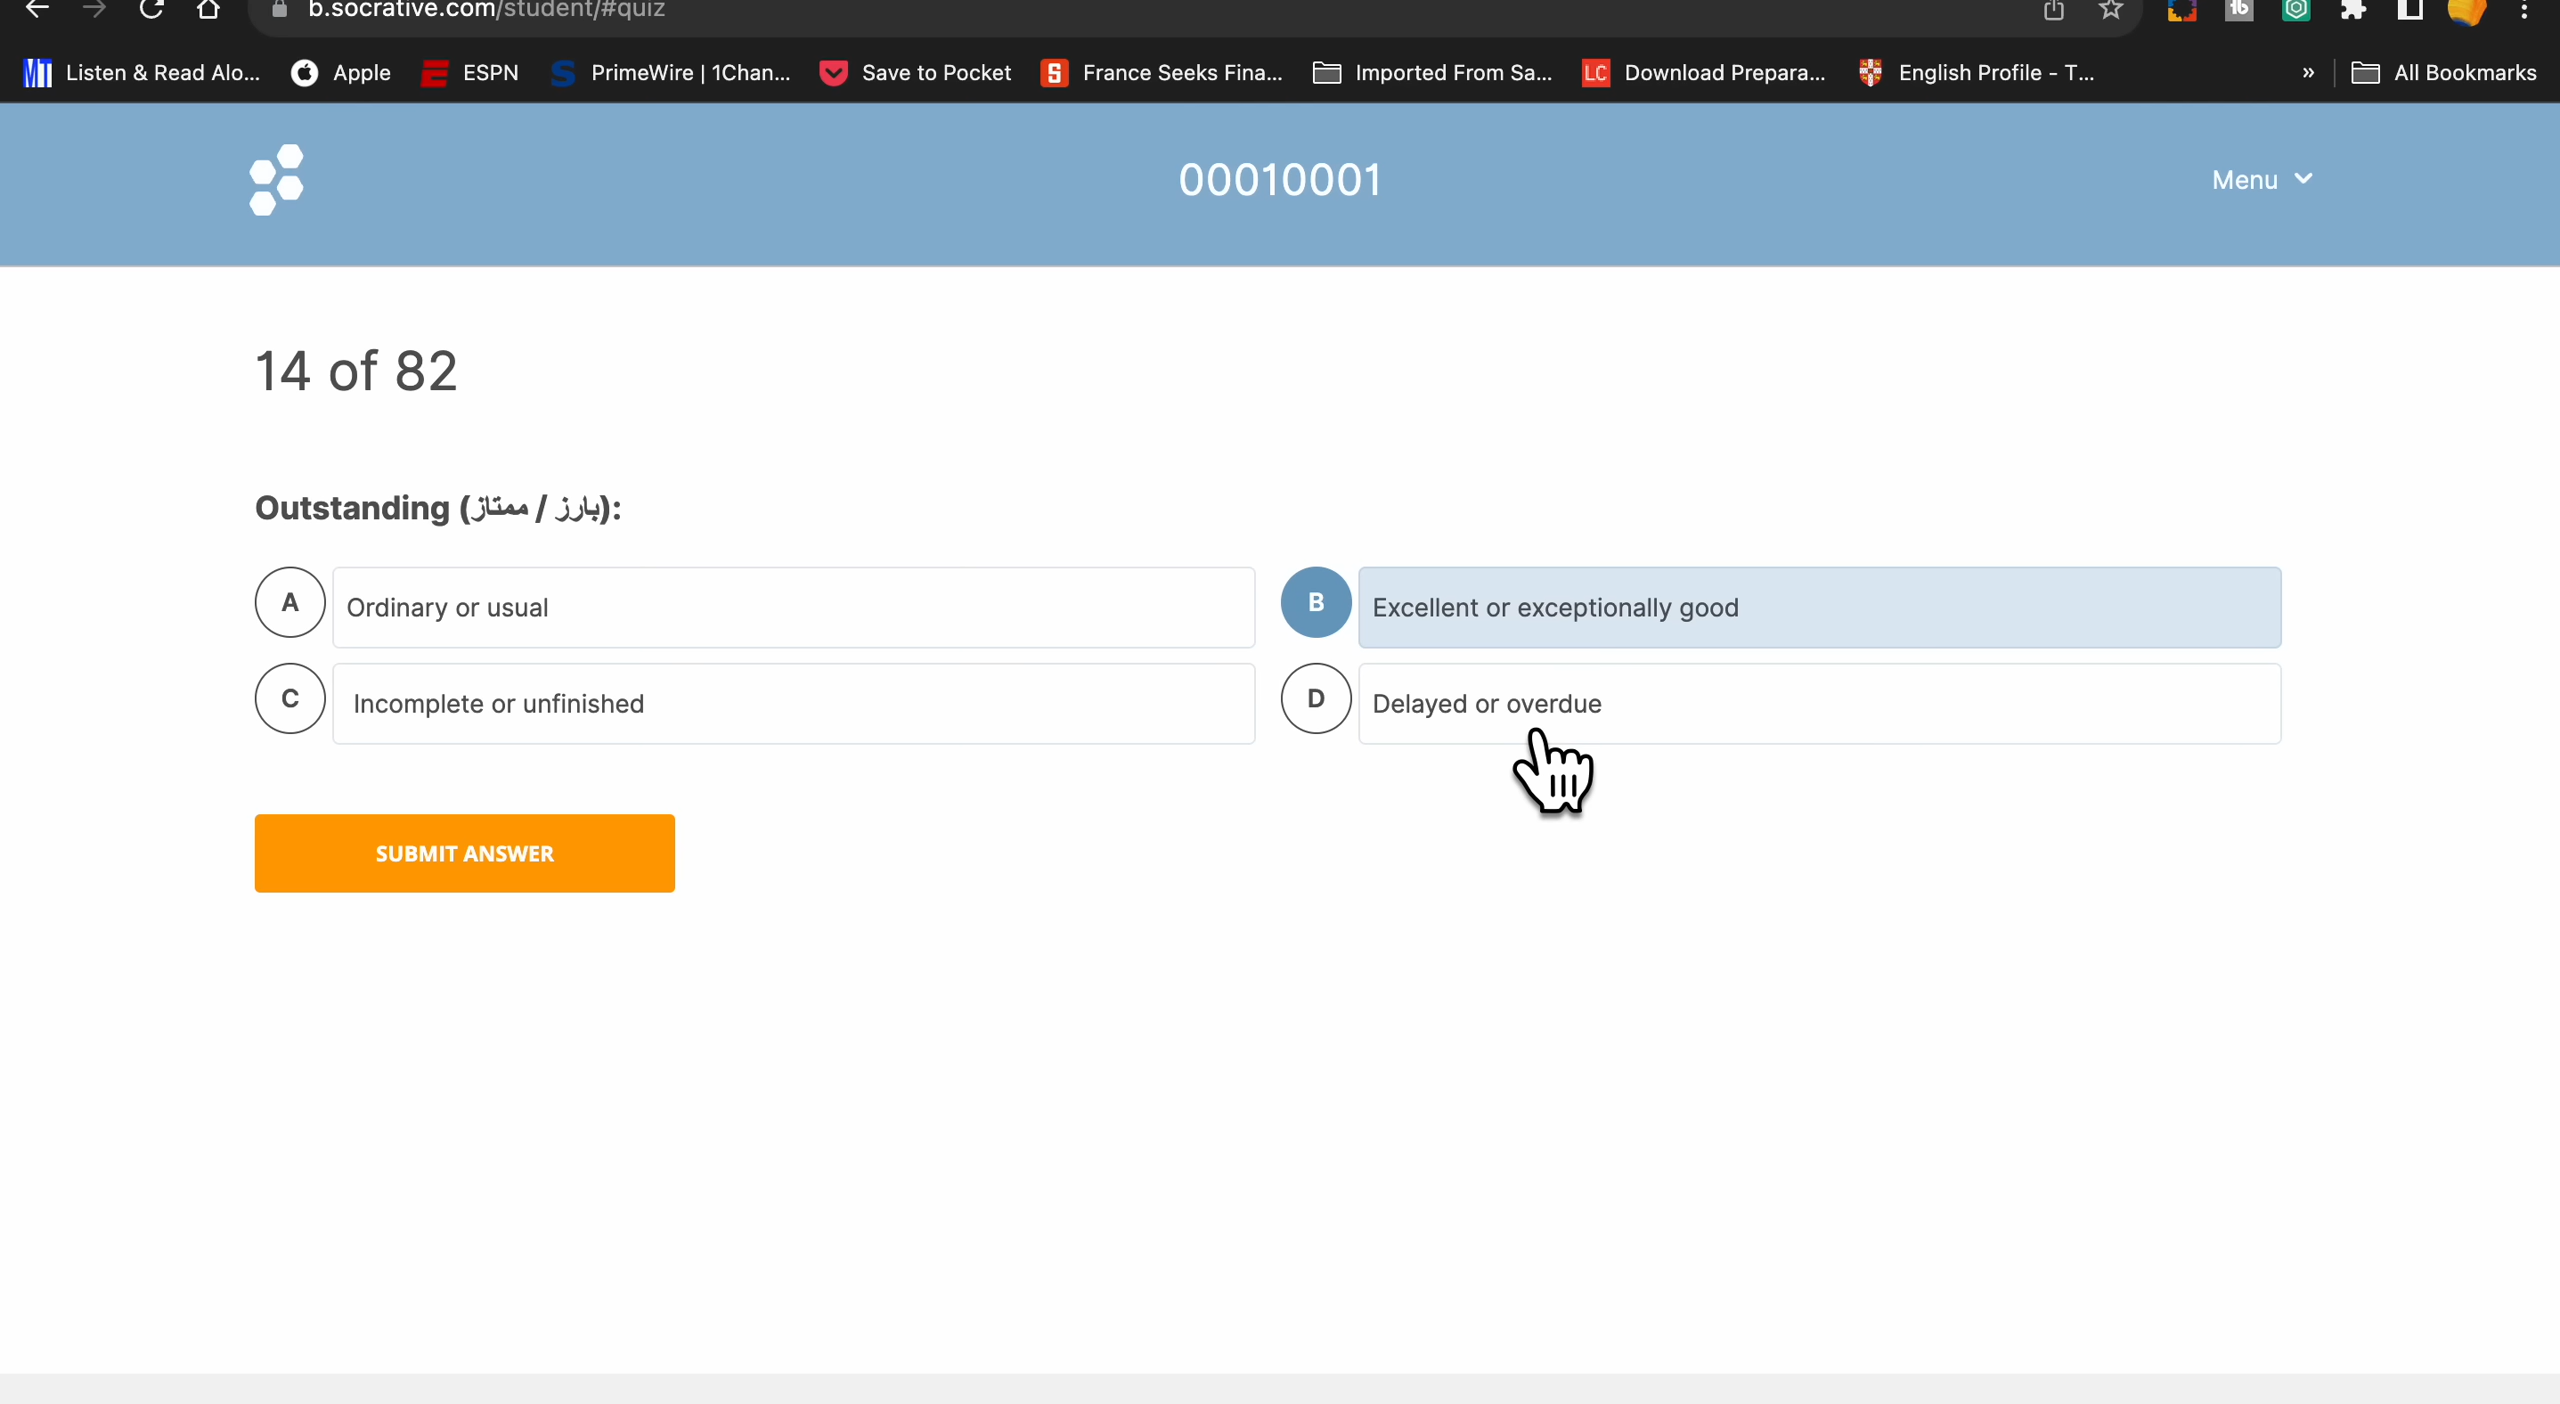 b.socrative.com/student/#quiz
Listen & Read Alo... Apple ESPN PrimeWire | 1Chan... Save to Pocket France Seeks Fina... Imported From Sa... Download Prepara... English Profile - T... » All Bookmarks
00010001
Menu
14 of 82
Outstanding (بارز / ممتاز):
A Ordinary or usual
B Excellent or exceptionally good
C Incomplete or unfinished
D Delayed or overdue
SUBMIT ANSWER